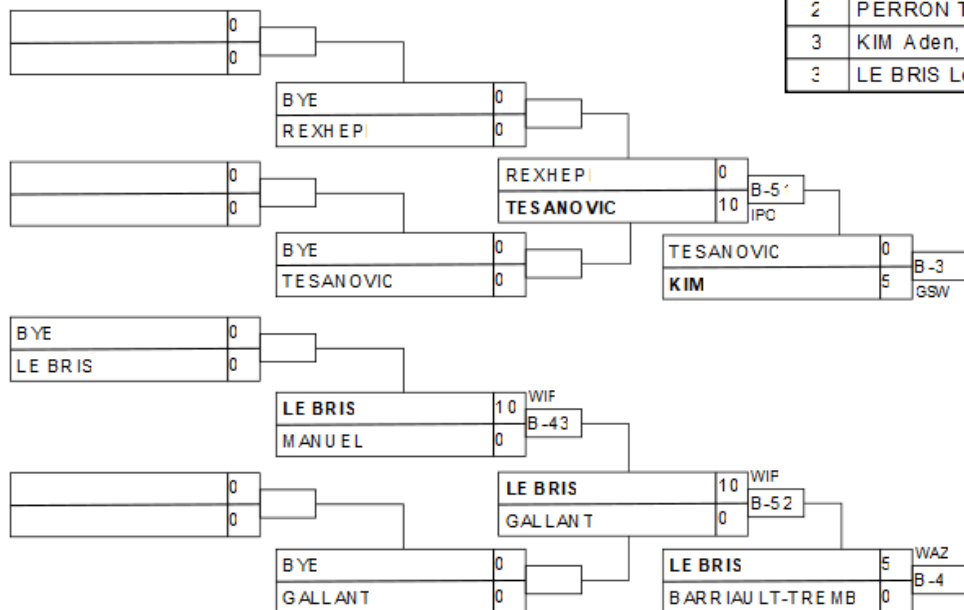 2 PERRON T
3 KIM Aden,
3 LE BRIS Le
0
0
BYE 0
REXHEPI 0
0
0
REXHEPI 0
TESANOVIC 10
B-51
IPO
BYE 0
TESANOVIC 0
TESANOVIC 0
KIM 5
B-3
GSW
BYE 0
LE BRIS 0
LE BRIS 10
MANUEL 0
WIF
B-43
0
0
LE BRIS 10
GALLANT 0
WIF
B-52
BYE 0
GALLANT 0
LE BRIS 5
BARRIAULT-TREMB 0
WAZ
B-4